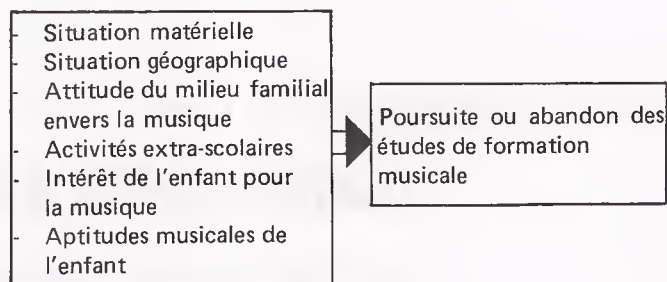 - Situation matérielle
- Situation géographique
- Attitude du milieu familial
envers la musique
- Activités extra-scolaires
- Intérêt de l'enfant pour
la musique
- Aptitudes musicales de
l'enfant
Poursuite ou abandon des
études de formation
musicale